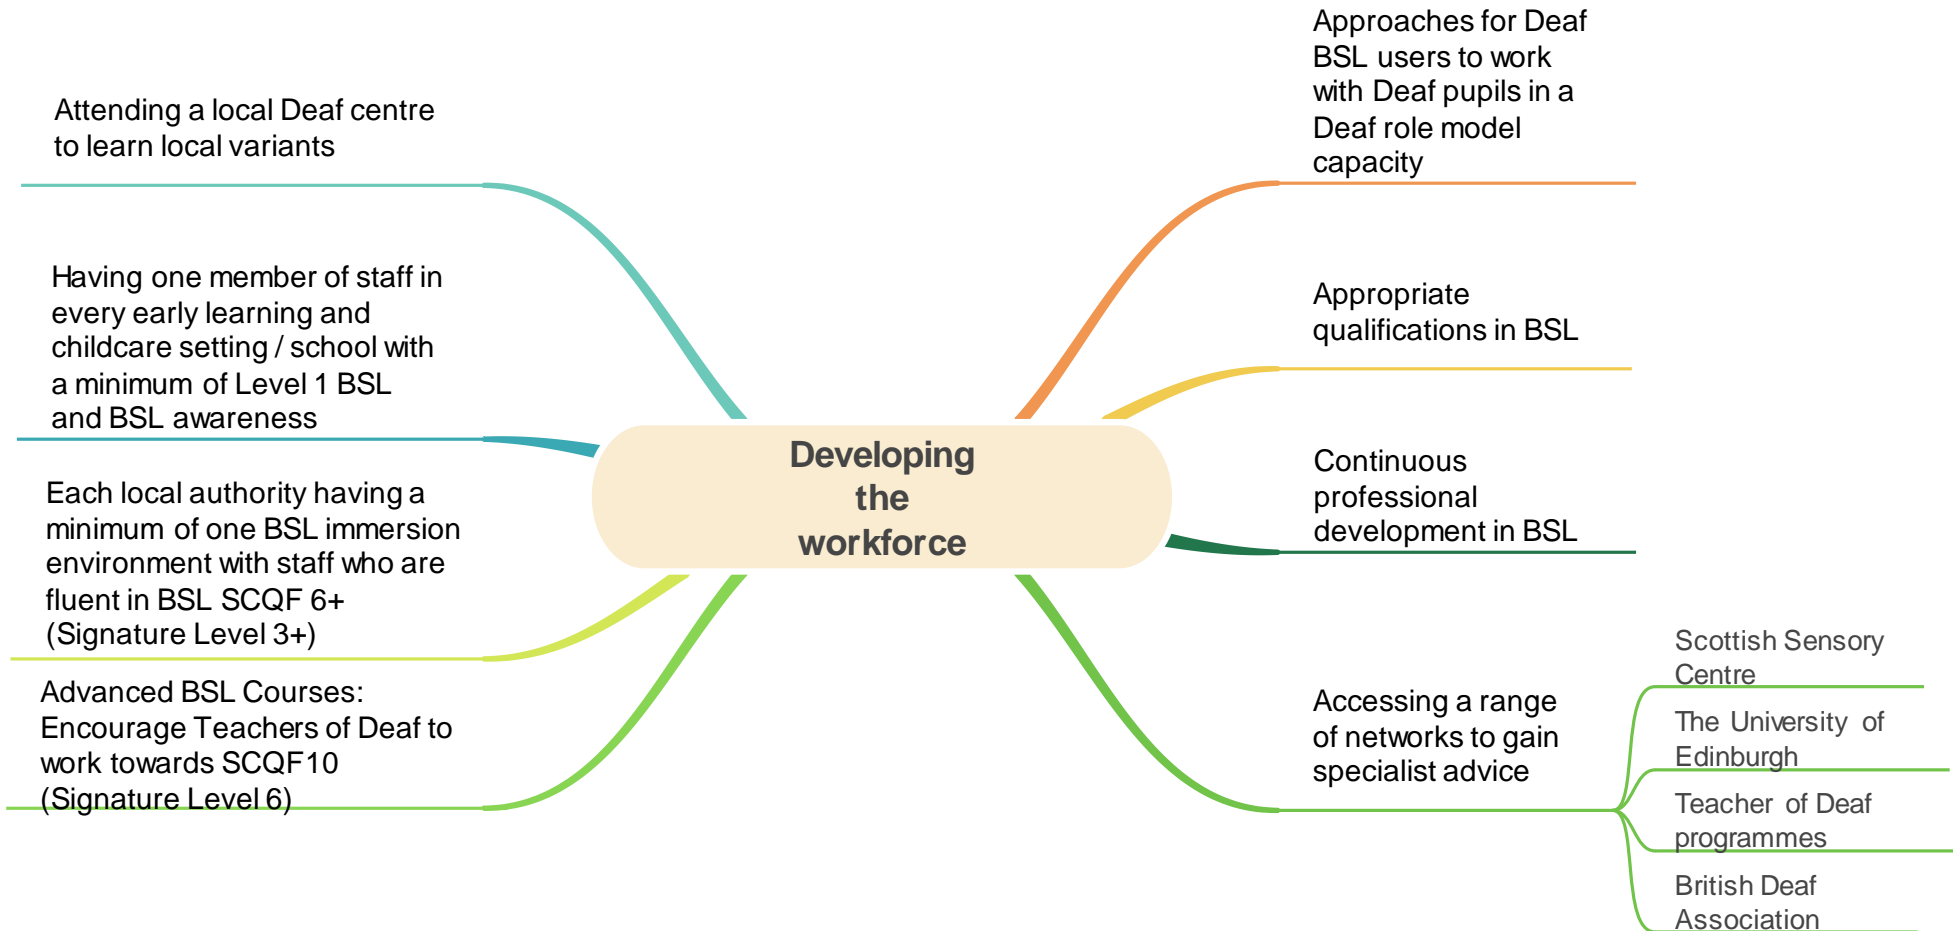 Developing
the
workforce
Approaches for Deaf
BSL users to work
with Deaf pupils in a
Deaf role model
capacity
Appropriate
qualifications in BSL
Continuous
professional
development in BSL
Accessing a range
of networks to gain
specialist advice
Scottish Sensory
Centre
The University of
Edinburgh
Teacher of Deaf
programmes
British Deaf
Association
Attending a local Deaf centre
to learn local variants
Having one member of staff in
every early learning and
childcare setting / school with
a minimum of Level 1 BSL
and BSL awareness
Each local authority having a
minimum of one BSL immersion
environment with staff who are
fluent in BSL SCQF 6+
(Signature Level 3+)
Advanced BSL Courses:
Encourage Teachers of Deaf to
work towards SCQF10
(Signature Level 6)